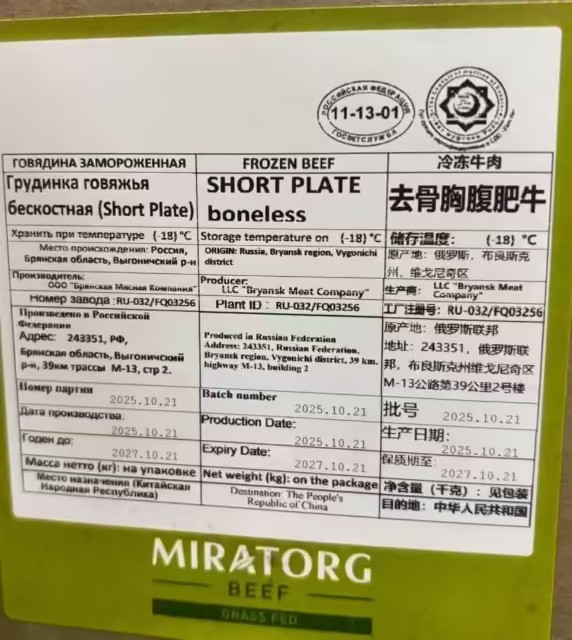 РОССИЙСКАЯ ФЕДЕРАЦИЯ
11-13-01
ГОСВЕТСЛУЖБА
ГОВЯДИНА ЗАМОРОЖЕННАЯ
Грудинка говяжья
бескостная (Short Plate)
Хранить при температуре (-18) °C
Место происхождения: Россия,
Брянская область, Выгоничский р-н
Производитель:
ООО "Брянская Мясная Компания"
Номер завода : RU-032/FQ03256
Произведено в Российской
Федерации
Адрес: 243351, РФ,
Брянская область, Выгоничский
р-н, 39км трассы М-13, стр 2.
Номер партии
2025.10.21
Дата производства:
2025.10.21
Годен до:
2027.10.21
Масса нетто (кг): на упаковке
Место назначения (Китайская
Народная Республика)
FROZEN BEEF
SHORT PLATE
boneless
Storage temperature on (-18) °C
ORIGIN: Russia, Bryansk region, Vygonichi
district
Producer:
LLC "Bryansk Meat Company"
Plant ID : RU-032/FQ03256
Produced in Russian Federation
Address: 243351, Russian Federation,
Bryansk region, Vygonichi district, 39 km.
highway M-13, building 2
Batch number
2025.10.21
Production Date:
2025.10.21
Expiry Date:
2027.10.21
Net weight (kg): on the package
Destination: The People's
Republic of China
冷冻牛肉
去骨胸腹肥牛
储存温度： (-18) °C
原产地：俄罗斯，布良斯克
州，维戈尼奇区
生产商： LLC "Bryansk Meat
Company"
工厂注册号：RU-032/FQ03256
原产地：俄罗斯联邦
地址：243351，俄罗斯联
邦，布良斯克州维戈尼奇区
M-13公路第39公里2号楼
批号
2025.10.21
生产日期：
2025.10.21
保质期至：
2027.10.21
净含量（千克）：见包装
目的地：中华人民共和国
MIRATORG
BEEF
GRASS FED